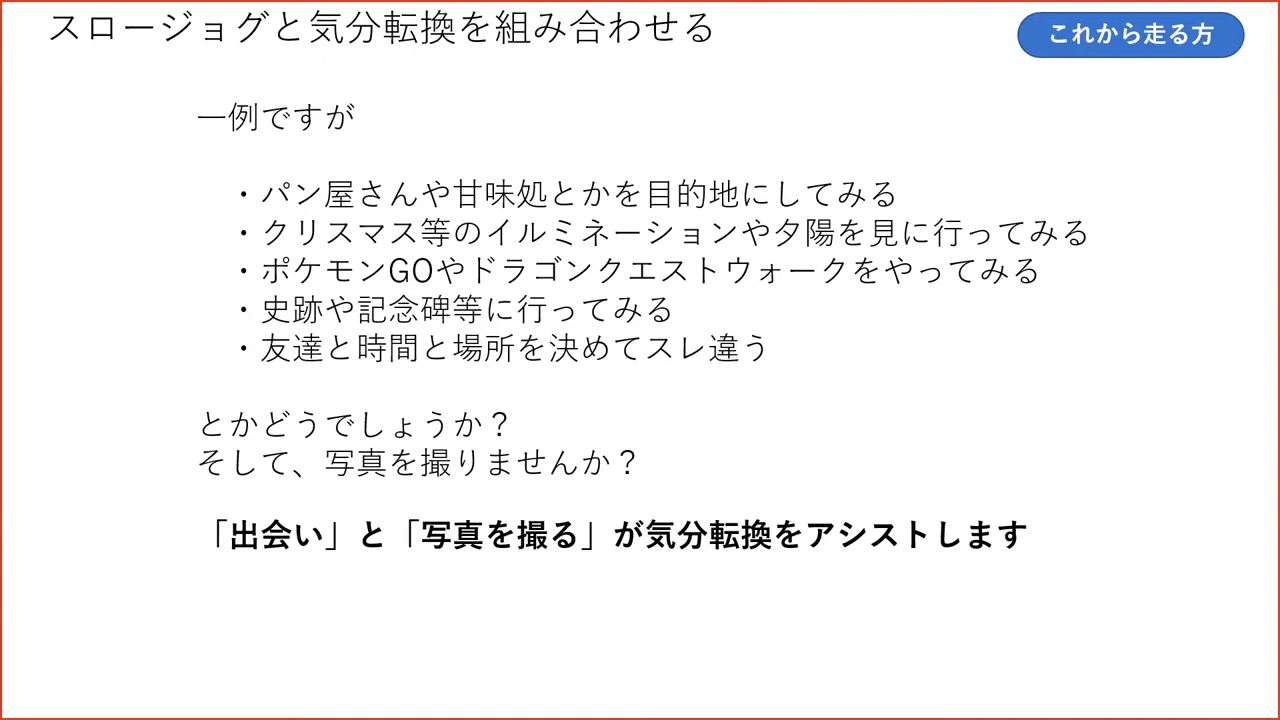 スロージョグと気分転換を組み合わせる
これから走る方
一例ですが
・パン屋さんや甘味処とかを目的地にしてみる
・クリスマス等のイルミネーションや夕陽を見に行ってみる
・ポケモンGOやドラゴンクエストウォークをやってみる
・史跡や記念碑等に行ってみる
・友達と時間と場所を決めてスレ違う
とかどうでしょうか？
そして、写真を撮りませんか？
「出会い」と「写真を撮る」が気分転換をアシストします